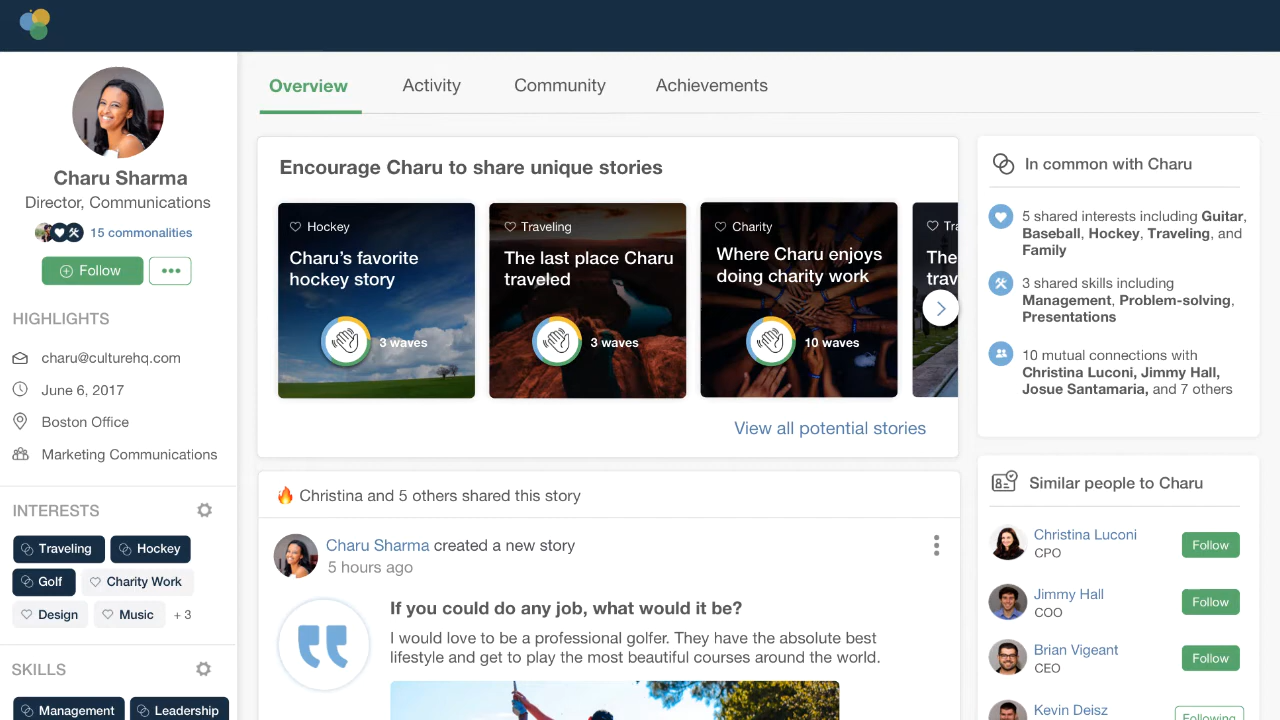 Overview
Activity
Community
Achievements
Charu Sharma
Director, Communications
15 commonalities
Follow
HIGHLIGHTS
charu@culturehq.com
June 6, 2017
Boston Office
Marketing Communications
INTERESTS
Traveling
Hockey
Golf
Charity Work
Design
Music
+ 3
SKILLS
Management
Leadership
Encourage Charu to share unique stories
Hockey
Charu's favorite
hockey story
3 waves
Traveling
The last place Charu
traveled
3 waves
Charity
Where Charu enjoys
doing charity work
10 waves
Tra
The
trav
View all potential stories
Christina and 5 others shared this story
Charu Sharma created a new story
5 hours ago
If you could do any job, what would it be?
I would love to be a professional golfer. They have the absolute best
lifestyle and get to play the most beautiful courses around the world.
In common with Charu
5 shared interests including Guitar,
Baseball, Hockey, Traveling, and
Family
3 shared skills including
Management, Problem-solving,
Presentations
10 mutual connections with
Christina Luconi, Jimmy Hall,
Josue Santamaria, and 7 others
Similar people to Charu
Christina Luconi
CPO
Follow
Jimmy Hall
COO
Follow
Brian Vigeant
CEO
Follow
Kevin Deisz
Following